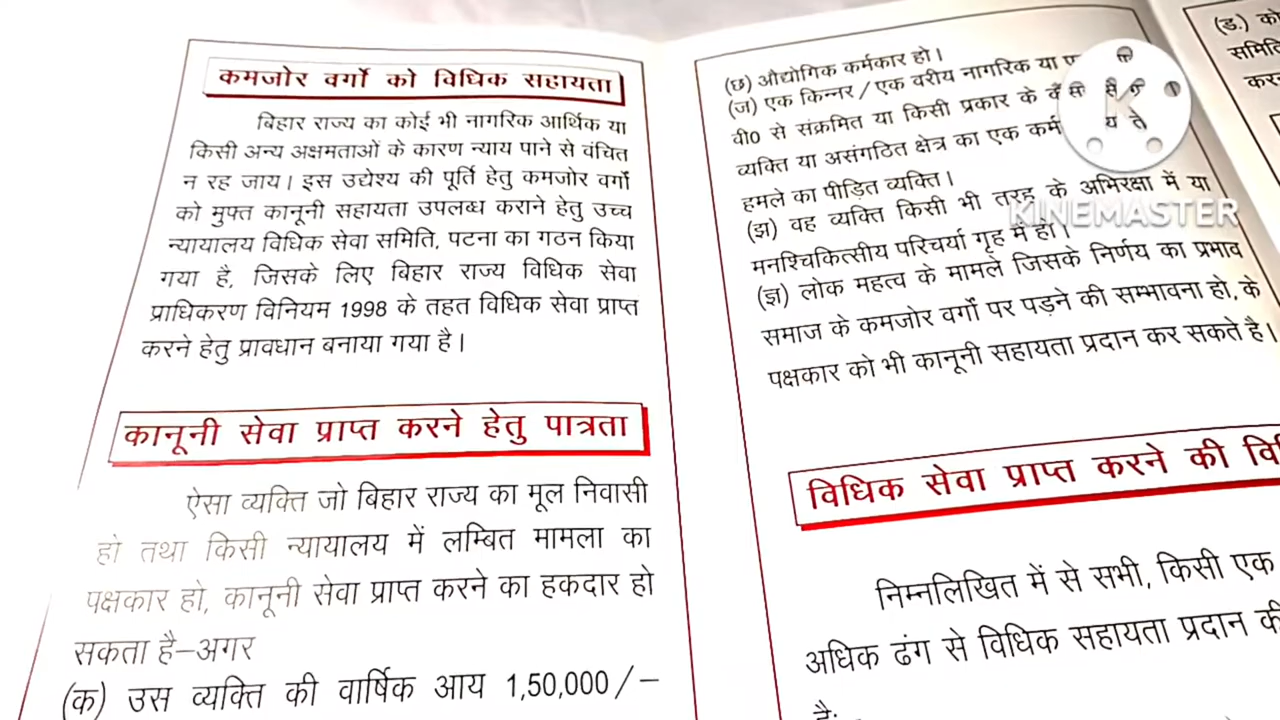 कमजोर वर्गो को विधिक सहायता
बिहार राज्य का कोई भी नागरिक आर्थिक या
किसी अन्य अक्षमताओं के कारण न्याय पाने से वंचित
न रह जाय। इस उद्येश्य की पूर्ति हेतु कमजोर वर्गो
को मुफ्त कानूनी सहायता उपलब्ध कराने हेतु उच्च
न्यायालय विधिक सेवा समिति, पटना का गठन किया
गया है, जिसके लिए बिहार राज्य विधिक सेवा
प्राधिकरण विनियम 1998 के तहत विधिक सेवा प्राप्त
करने हेतु प्रावधान बनाया गया है।
कानूनी सेवा प्राप्त करने हेतु पात्रता
ऐसा व्यक्ति जो बिहार राज्य का मूल निवासी
हो तथा किसी न्यायालय में लम्बित मामला का
पक्षकार हो, कानूनी सेवा प्राप्त करने का हकदार हो
सकता है–अगर
(क) उस व्यक्ति की वार्षिक आय 1,50,000/–
(छ) औद्योगिक कर्मकार हो।
(ज) एक किन्नर / एक वरीय नागरिक या
वी0 से संक्रमित या किसी प्रकार के
व्यक्ति या असंगठित क्षेत्र का एक
हमले का पीड़ित व्यक्ति।
(झ) वह व्यक्ति किसी भी तरह के अभिरक्षा में या
मनश्चिकित्सीय परिचर्या गृह में हो।
(ज्ञ) लोक महत्व के मामले जिसके निर्णय का प्रभाव
समाज के कमजोर वर्गो पर पड़ने की सम्भावना हो, के
पक्षकार को भी कानूनी सहायता प्रदान कर सकते है।
विधिक सेवा प्राप्त करने की
निम्नलिखित में से सभी, किसी एक
अधिक ढंग से विधिक सहायता प्रदान की
हैं:
(ड.)
KINEMASTER